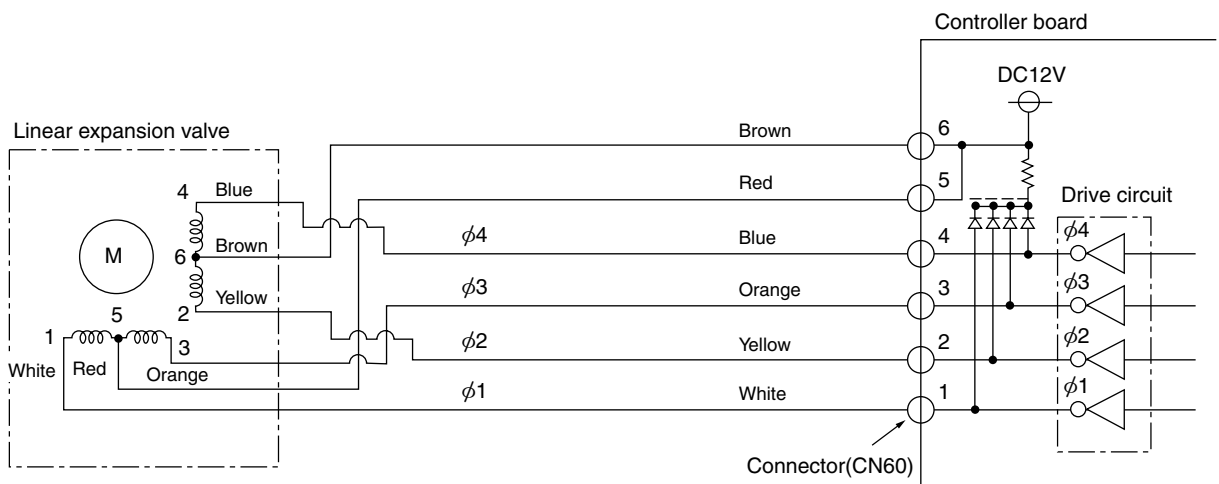 Controller board
DC12V
Linear expansion valve
Brown 6
4 Blue
Red 5
Drive circuit
M
6 Brown
ϕ4 Blue 4 ϕ4
Yellow
2
ϕ3 Orange 3 ϕ3
1 5 3
ϕ2 Yellow 2 ϕ2
White Red Orange
ϕ1 White 1 ϕ1
Connector(CN60)